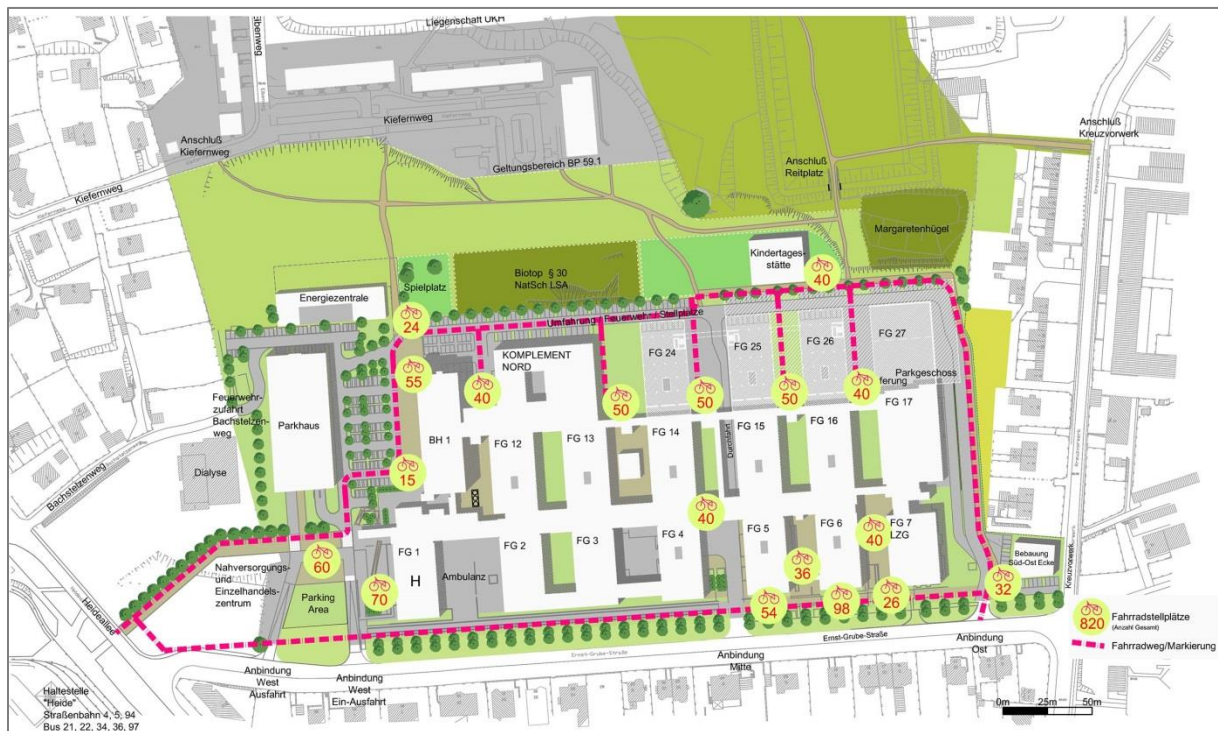 Liegenschaft UKH
Kiefernweg
Anschluß
Kreuzvorwerk
Anschluß
Kiefernweg
Geltungsbereich BP 59.1
Anschluß
Reitplatz
Kiefernweg
Margaretenhügel
Kindertages-
stätte
40
Biotop § 30
NatSch LSA
Spielplatz
Energiezentrale
24
Umfahrung / Feuerwehr / Stellplätze
FG 24
FG 25
FG 26
FG 27
KOMPLEMENT
NORD
55
40
50
50
50
40
Parkgeschoss
ferung
FG 17
Feuerwehr-
zufahrt
Bachstelzen-
weg
Parkhaus
BH 1
FG 12
FG 13
FG 14
Durchfahrt
FG 15
FG 16
Dialyse
Bachstelzenweg
15
40
40
FG 7
LZG
FG 1
H
FG 2
FG 3
FG 4
FG 5
FG 6
60
Ambulanz
36
Bebauung
Süd-Ost Ecke
Kreuzvorwerk
Nahversorgungs-
und
Einzelhandels-
zentrum
Parking
Area
70
54
98
26
32
Heideallee
Fahrradstellplätze
(Anzahl Gesamt)
820
Ernst-Grube-Straße
Ernst-Grube-Straße
Fahrradweg/Markierung
Anbindung
West
Ausfahrt
Anbindung
West
Ein-Ausfahrt
Anbindung
Mitte
Anbindung
Ost
Haltestelle
"Heide"
Straßenbahn 4, 5, 94
Bus 21, 22, 34, 36, 97
0m 25m 50m